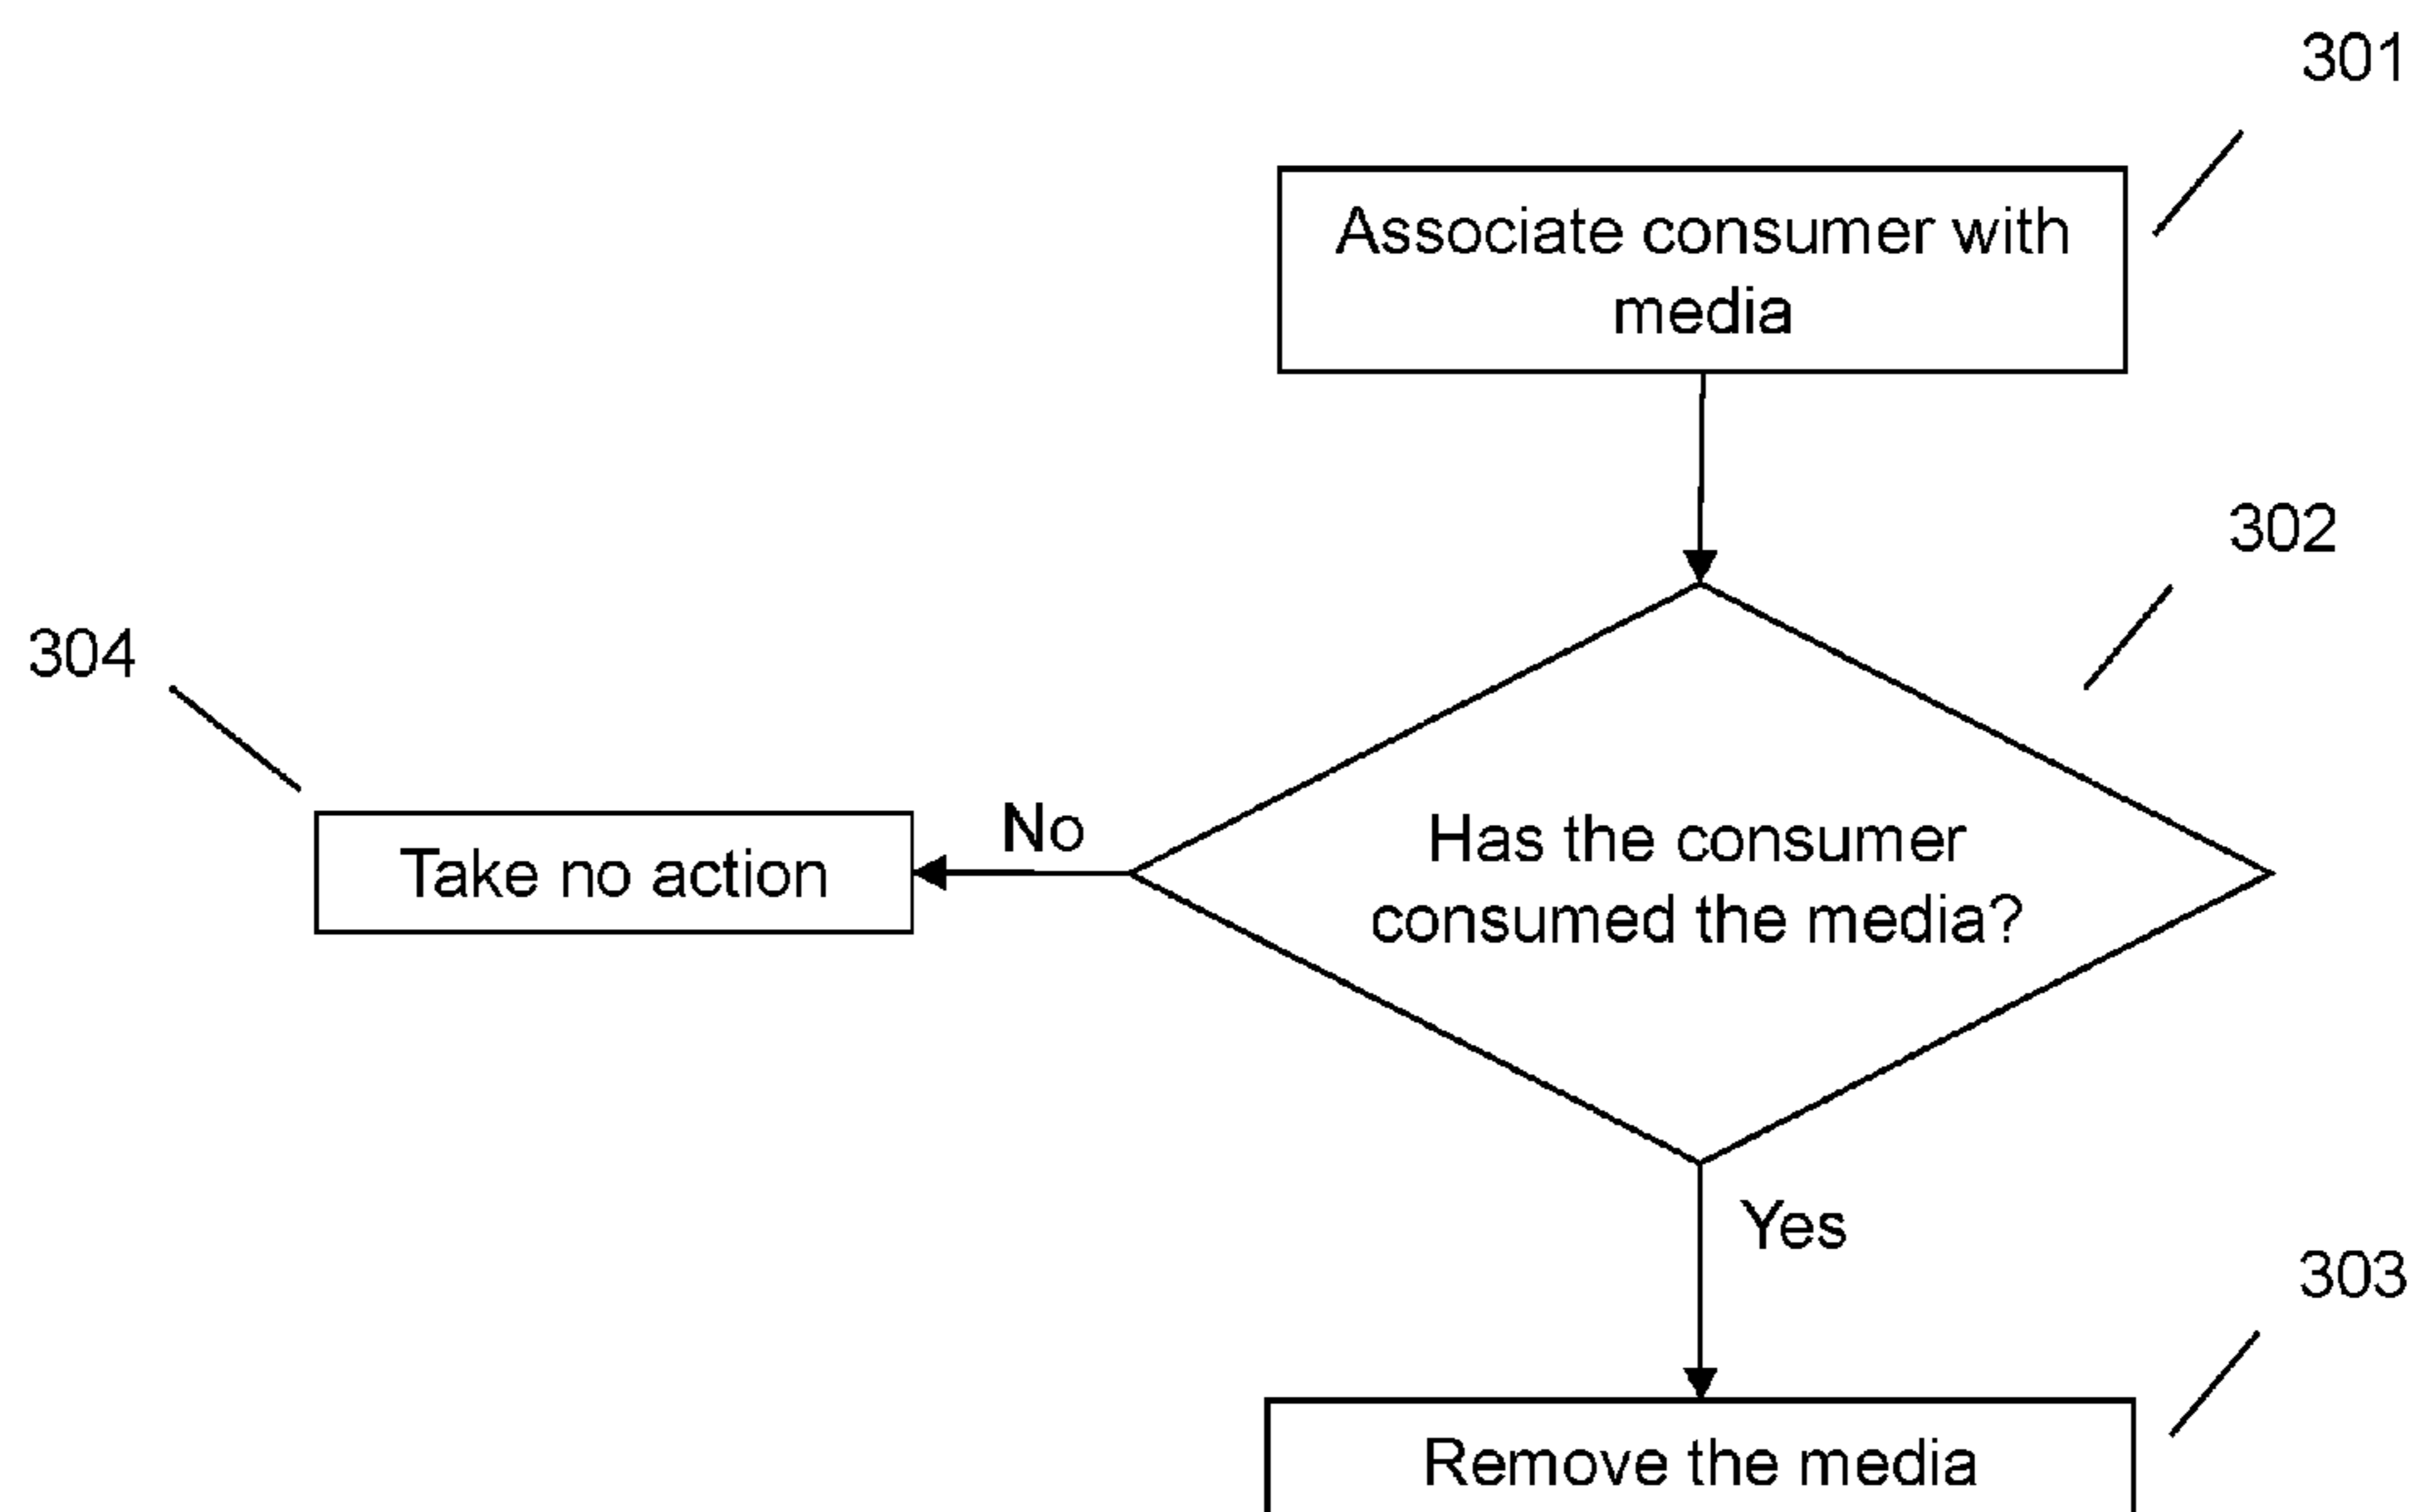 301
Associate consumer with
media
302
304
No
Take no action
Has the consumer
consumed the media?
Yes
303
Remove the media